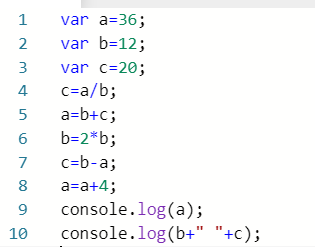 1 var a=36;
2 var b=12;
3 var c=20;
4 c=a/b;
5 a=b+c;
6 b=2*b;
7 c=b-a;
8 a=a+4;
9 console.log(a);
10 console.log(b+" "+c);